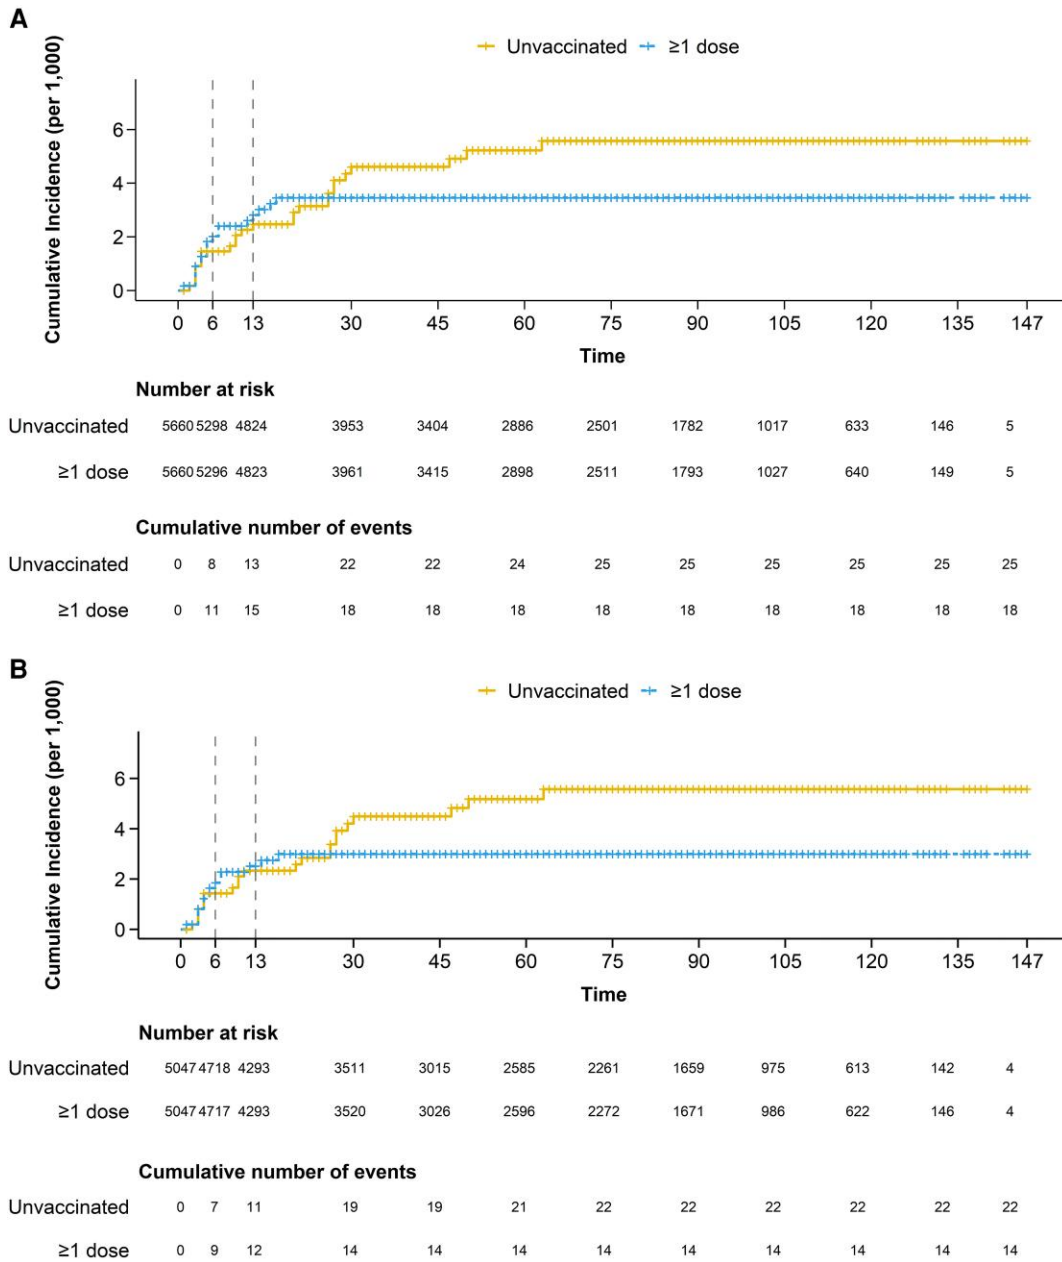 A
Unvaccinated ≥1 dose
Cumulative Incidence (per 1,000)
6
4
2
0
0 6 13 30 45 60 75 90 105 120 135 147
Time
Number at risk
Unvaccinated 5660 5298 4824 3953 3404 2886 2501 1782 1017 633 146 5
≥1 dose 5660 5296 4823 3961 3415 2898 2511 1793 1027 640 149 5
Cumulative number of events
Unvaccinated 0 8 13 22 22 24 25 25 25 25 25 25
≥1 dose 0 11 15 18 18 18 18 18 18 18 18 18
B
Unvaccinated ≥1 dose
Cumulative Incidence (per 1,000)
6
4
2
0
0 6 13 30 45 60 75 90 105 120 135 147
Time
Number at risk
Unvaccinated 5047 4718 4293 3511 3015 2585 2261 1659 975 613 142 4
≥1 dose 5047 4717 4293 3520 3026 2596 2272 1671 986 622 146 4
Cumulative number of events
Unvaccinated 0 7 11 19 19 21 22 22 22 22 22 22
≥1 dose 0 9 12 14 14 14 14 14 14 14 14 14